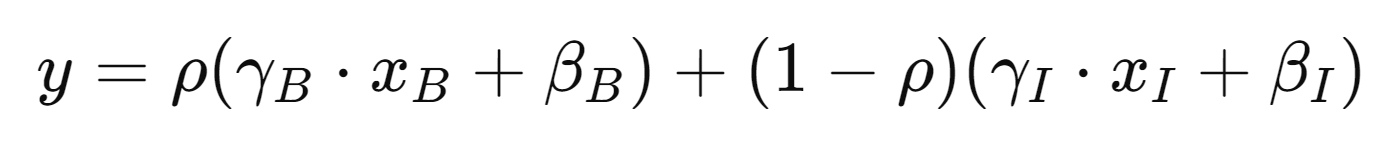 y = ρ(γ_B · x_B + β_B) + (1 − ρ)(γ_I · x_I + β_I)